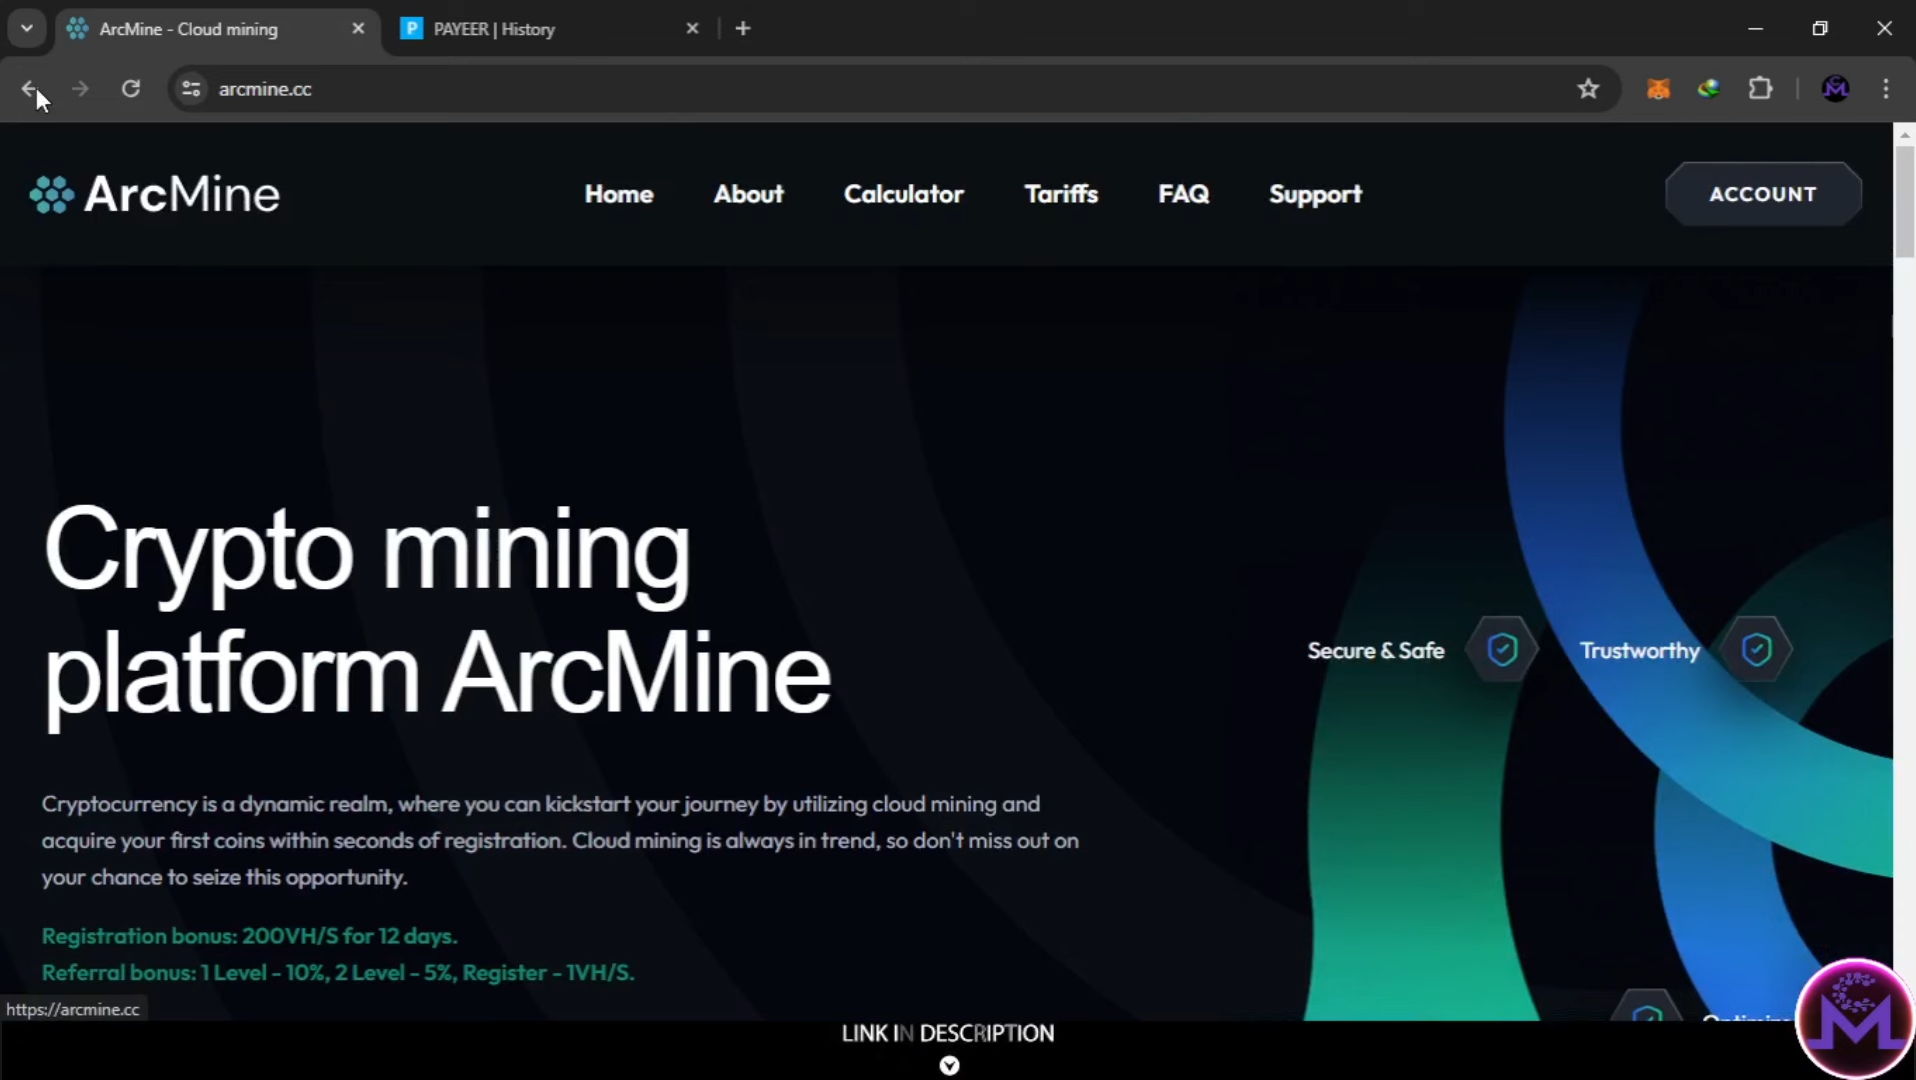 ArcMine - Cloud mining
PAYEER | History
arcmine.cc
ArcMine
Home
About
Calculator
Tariffs
FAQ
Support
ACCOUNT
Crypto mining
platform ArcMine
Secure & Safe
Trustworthy
Cryptocurrency is a dynamic realm, where you can kickstart your journey by utilizing cloud mining and
acquire your first coins within seconds of registration. Cloud mining is always in trend, so don't miss out on
your chance to seize this opportunity.
Registration bonus: 200VH/S for 12 days.
Referral bonus: 1 Level - 10%, 2 Level - 5%, Register - 1VH/S.
https://arcmine.cc
LINK IN DESCRIPTION